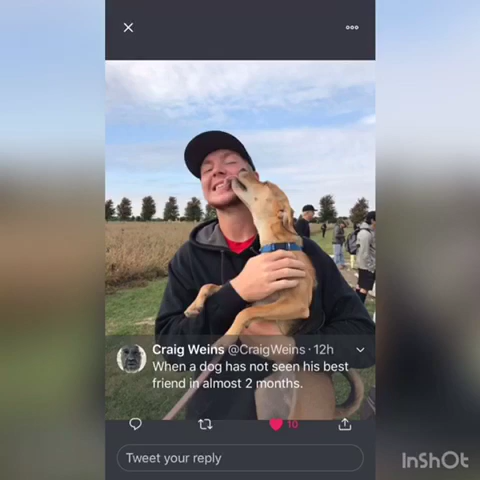 Craig Weins @CraigWeins · 12h
When a dog has not seen his best
friend in almost 2 months.
10
Tweet your reply
InShOt